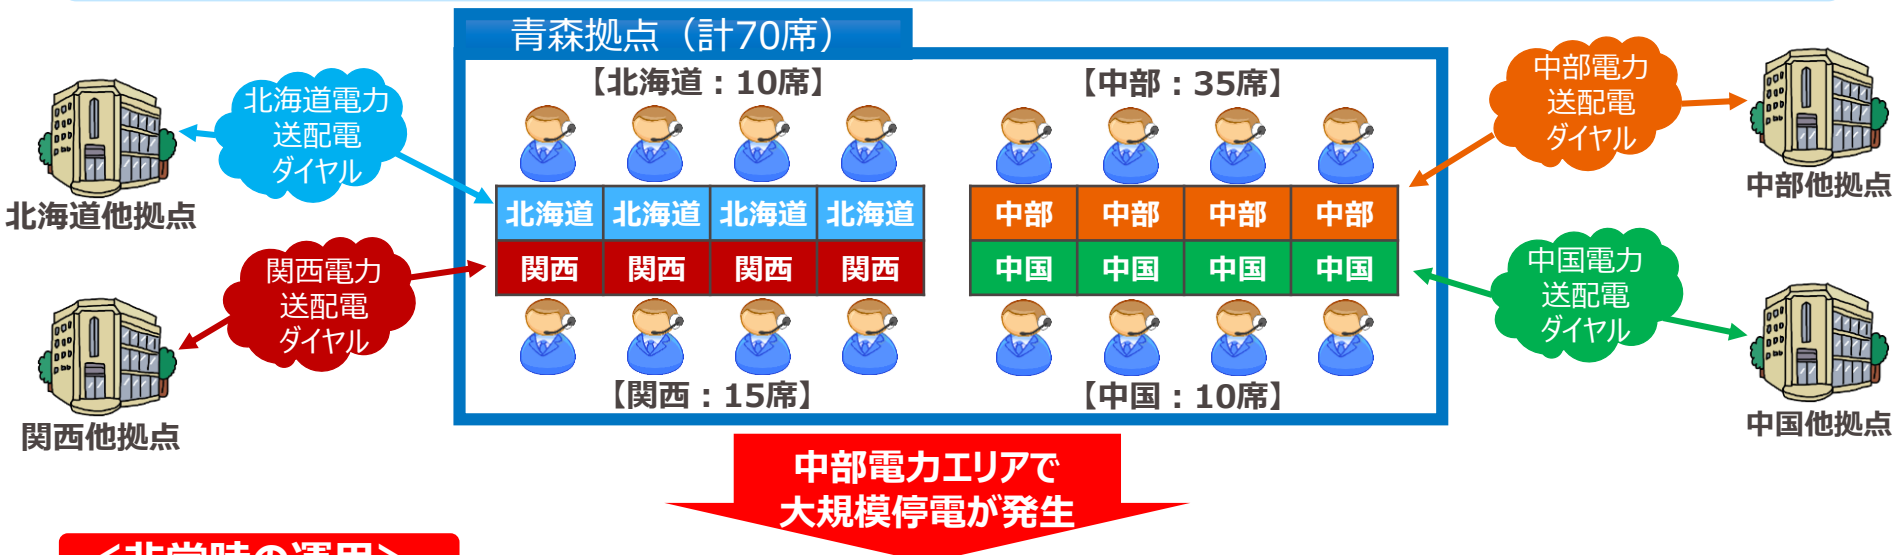 青森拠点（計70席）
【北海道：10席】
【中部：35席】
北海道電力
送配電
ダイヤル
中部電力
送配電
ダイヤル
北海道他拠点
中部他拠点
北海道 北海道 北海道 北海道
中部 中部 中部 中部
関西 関西 関西 関西
中国 中国 中国 中国
関西電力
送配電
ダイヤル
中国電力
送配電
ダイヤル
【関西：15席】
【中国：10席】
関西他拠点
中国他拠点
中部電力エリアで
大規模停電が発生
＜非常時の運用＞